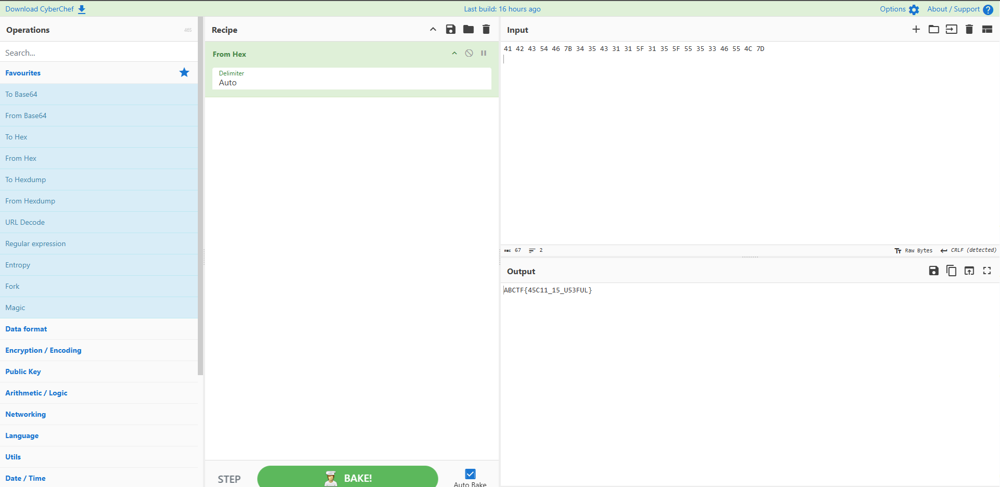 Download CyberChef
Last build: 16 hours ago
Options
About / Support
Operations
465
Search...
Favourites
To Base64
From Base64
To Hex
From Hex
To Hexdump
From Hexdump
URL Decode
Regular expression
Entropy
Fork
Magic
Data format
Encryption / Encoding
Public Key
Arithmetic / Logic
Networking
Language
Utils
Date / Time
Recipe
From Hex
Delimiter
Auto
STEP
BAKE!
Auto Bake
Input
41 42 43 54 46 7B 34 35 43 31 31 5F 31 35 5F 55 35 33 46 55 4C 7D
ABC 67 2
Tт Raw Bytes CRLF (detected)
Output
ABCTF{45C11_15_U53FUL}